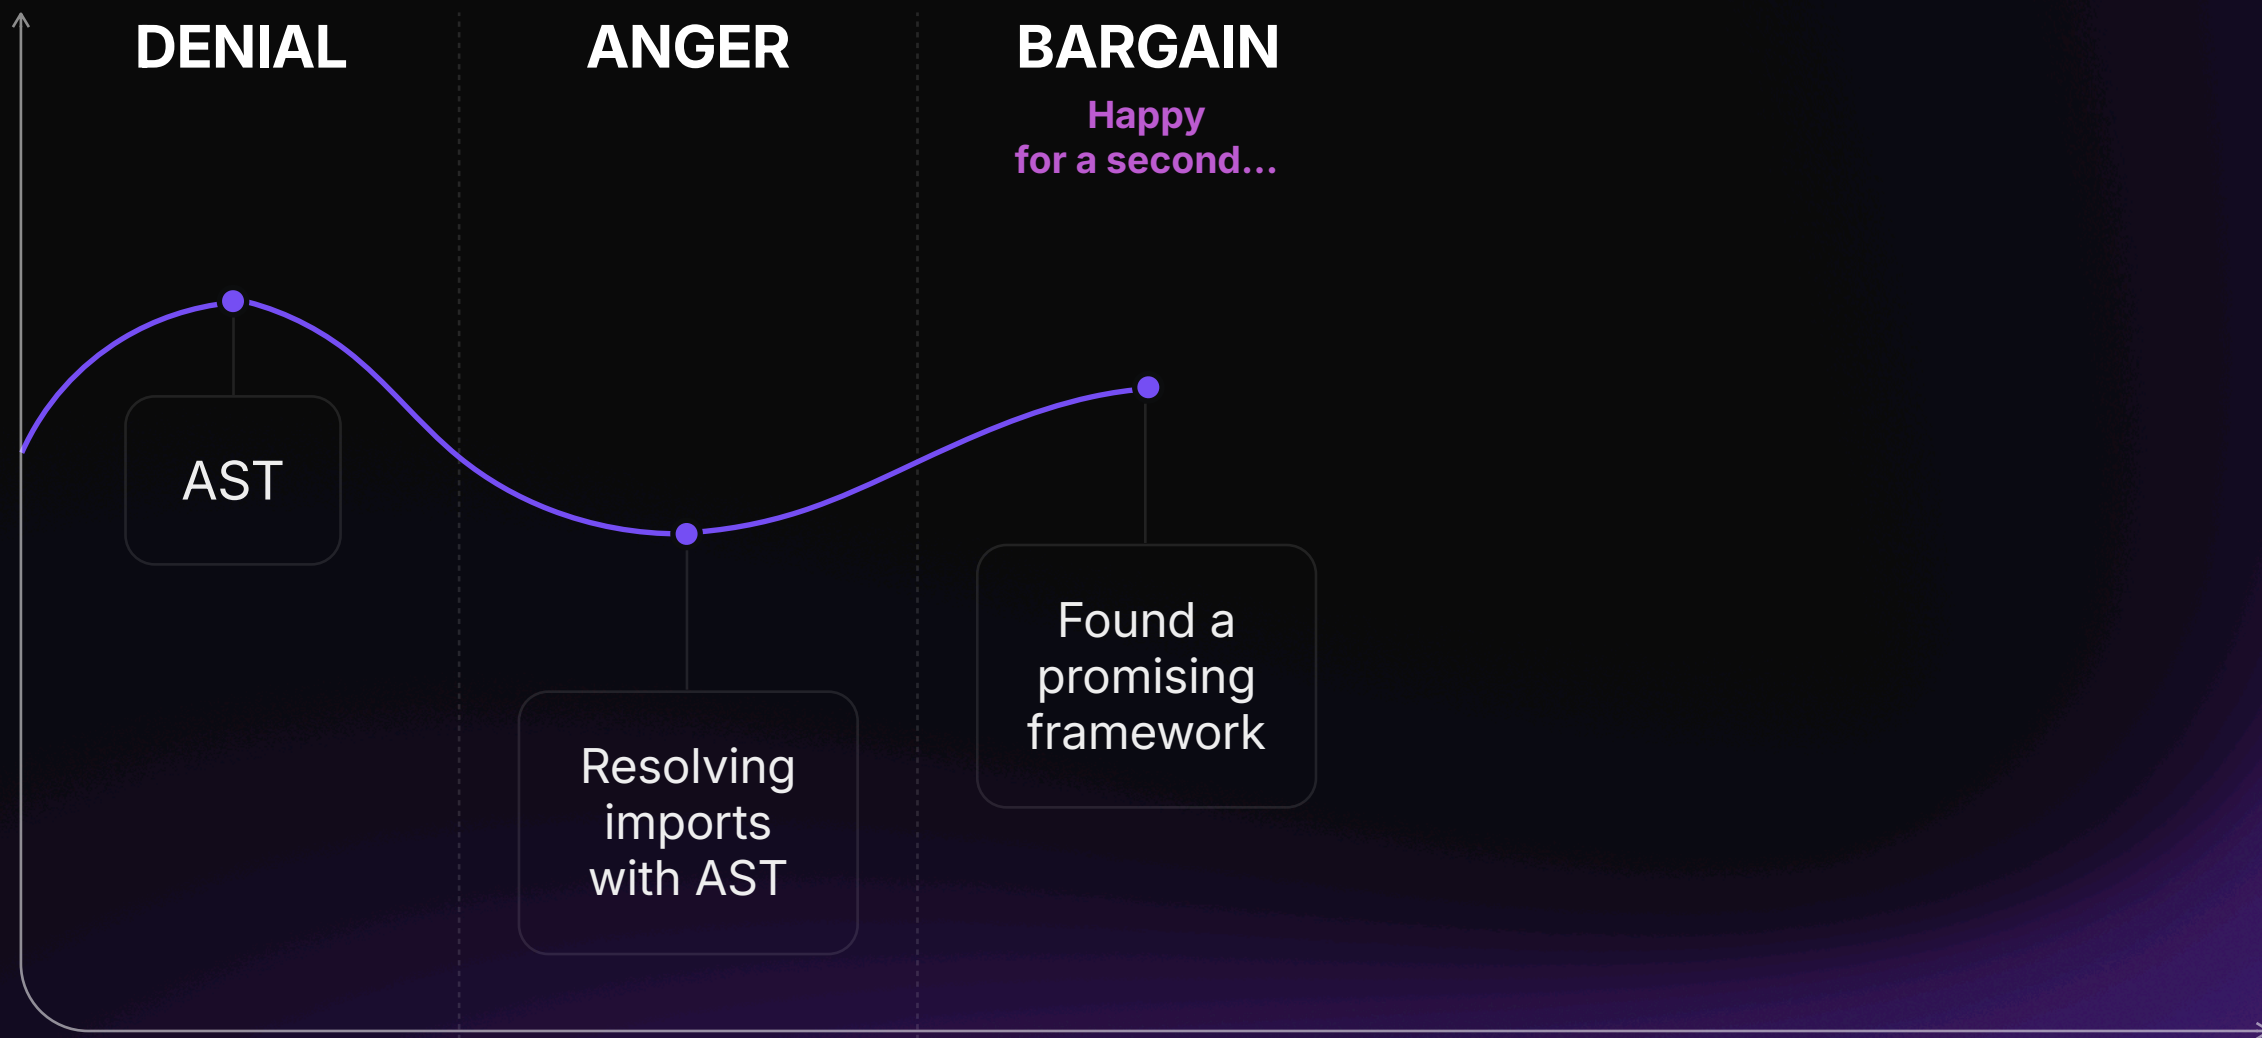 DENIAL
ANGER
BARGAIN
Happy
for a second...
AST
Resolving
imports
with AST
Found a
promising
framework